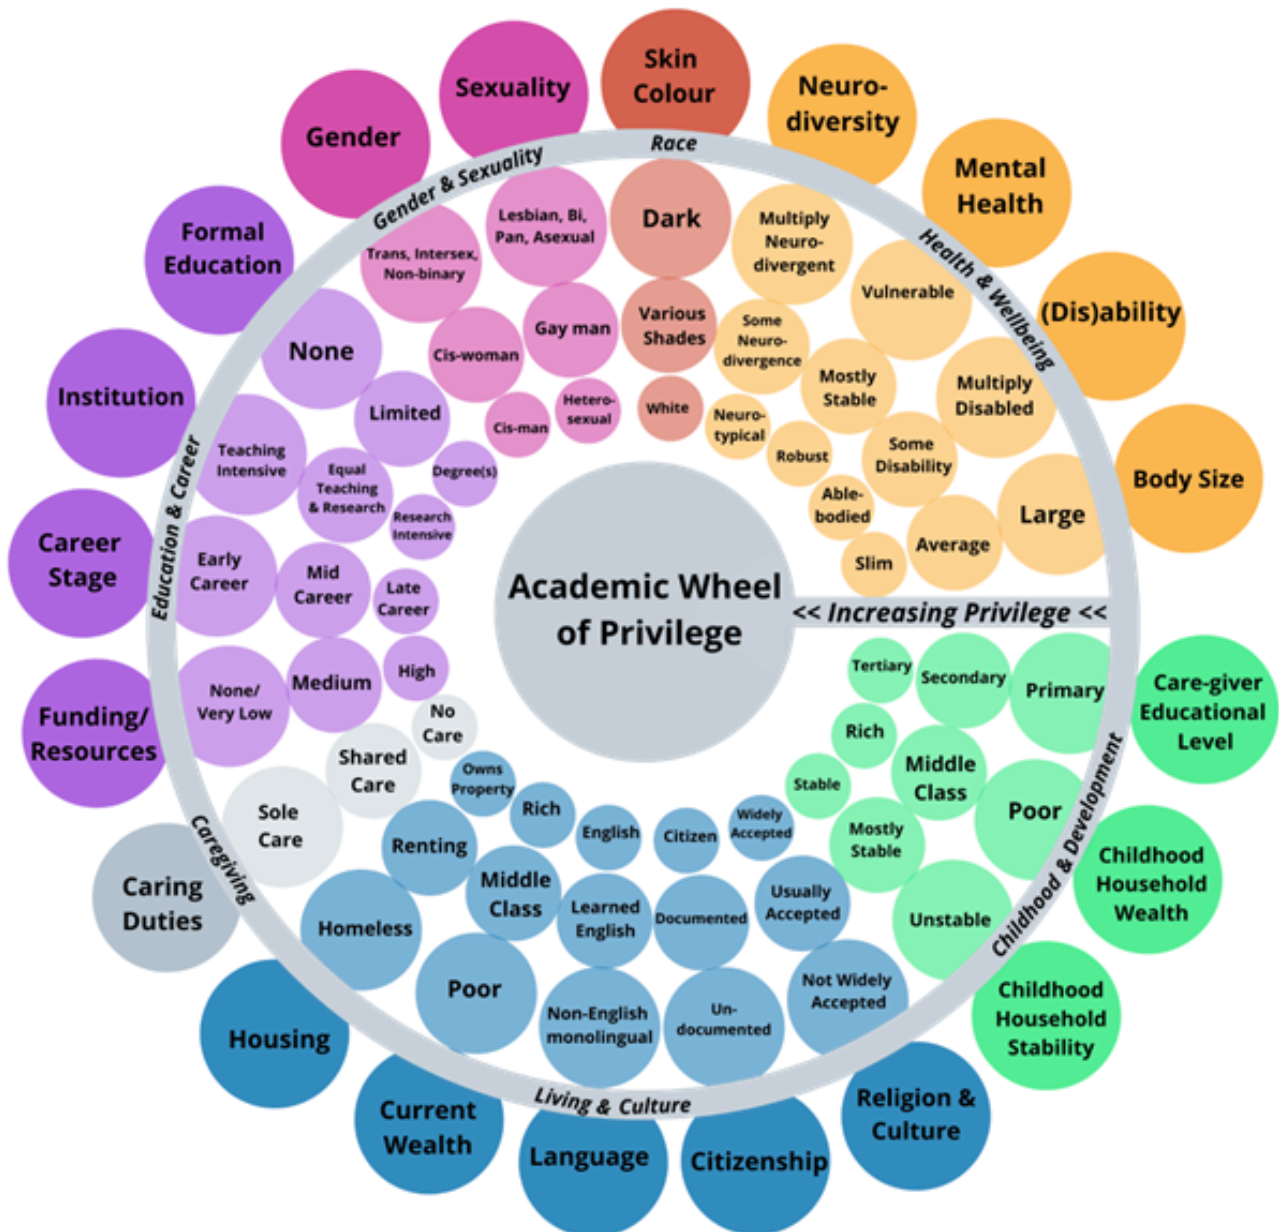 Academic Wheel
of Privilege
<< Increasing Privilege <<
Race
Skin
Colour
Dark
Various
Shades
White
Health & Wellbeing
Neuro-
diversity
Multiply
Neuro-
divergent
Some
Neuro-
divergence
Neuro-
typical
Mental
Health
Vulnerable
Mostly
Stable
Robust
(Dis)ability
Multiply
Disabled
Some
Disability
Able-
bodied
Body Size
Large
Average
Slim
Childhood & Development
Care-giver
Educational
Level
Primary
Secondary
Tertiary
Childhood
Household
Wealth
Poor
Middle
Class
Rich
Childhood
Household
Stability
Unstable
Mostly
Stable
Stable
Living & Culture
Religion &
Culture
Not Widely
Accepted
Usually
Accepted
Widely
Accepted
Citizenship
Un-
documented
Documented
Citizen
Language
Non-English
monolingual
Learned
English
English
Current
Wealth
Poor
Middle
Class
Rich
Housing
Homeless
Renting
Owns
Property
Caregiving
Caring
Duties
Sole
Care
Shared
Care
No
Care
Education & Career
Funding/
Resources
None/
Very Low
Medium
High
Career
Stage
Early
Career
Mid
Career
Late
Career
Institution
Teaching
Intensive
Equal
Teaching
& Research
Research
Intensive
Formal
Education
None
Limited
Degree(s)
Gender & Sexuality
Gender
Trans, Intersex,
Non-binary
Cis-woman
Cis-man
Sexuality
Lesbian, Bi,
Pan, Asexual
Gay man
Hetero-
sexual